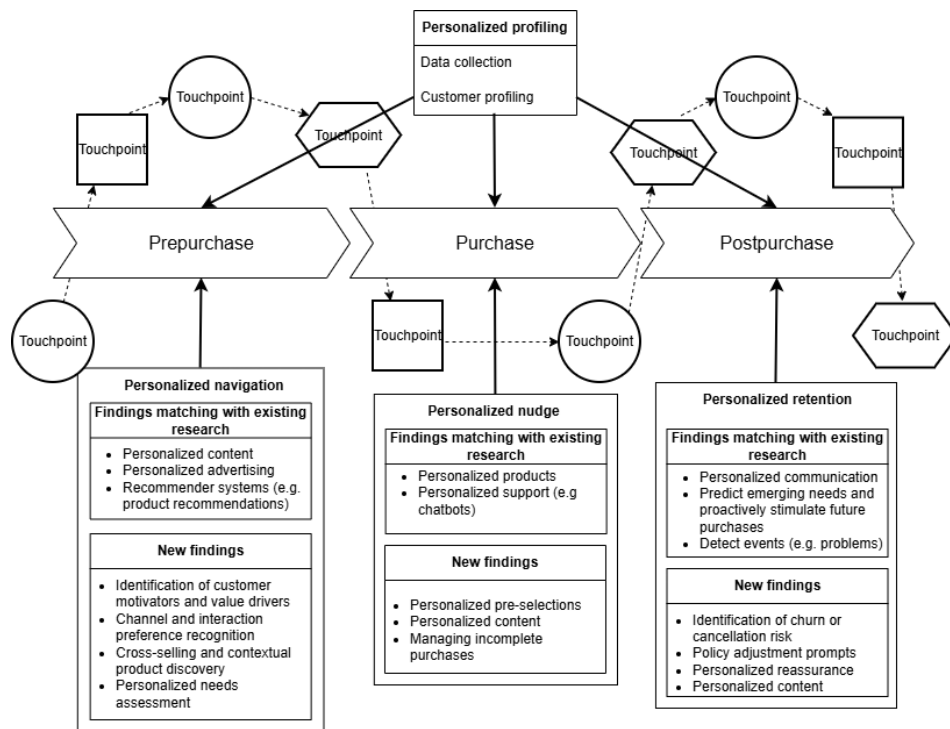 Personalized profiling
Data collection
Customer profiling
Touchpoint
Touchpoint
Touchpoint
Touchpoint
Touchpoint
Touchpoint
Prepurchase
Purchase
Postpurchase
Touchpoint
Touchpoint
Touchpoint
Touchpoint
Personalized navigation
Findings matching with existing
research
• Personalized content
• Personalized advertising
• Recommender systems (e.g.
product recommendations)
New findings
• Identification of customer
motivators and value drivers
• Channel and interaction
preference recognition
• Cross-selling and contextual
product discovery
• Personalized needs
assessment
Personalized nudge
Findings matching with existing
research
• Personalized products
• Personalized support (e.g
chatbots)
New findings
• Personalized pre-selections
• Personalized content
• Managing incomplete
purchases
Personalized retention
Findings matching with existing
research
• Personalized communication
• Predict emerging needs and
proactively stimulate future
purchases
• Detect events (e.g. problems)
New findings
• Identification of churn or
cancellation risk
• Policy adjustment prompts
• Personalized reassurance
• Personalized content